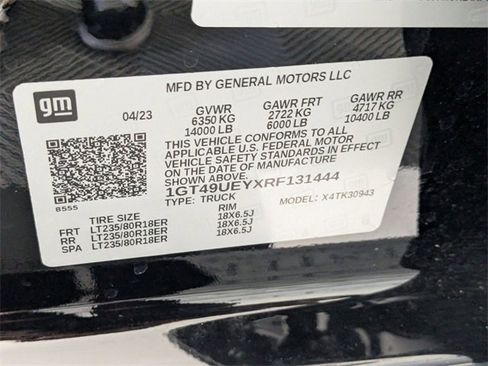 gm
MFD BY GENERAL MOTORS LLC
04/23 GVWR GAWR FRT GAWR RR
6350 KG 2722 KG 4717 KG
14000 LB 6000 LB 10400 LB
THIS VEHICLE CONFORMS TO ALL
APPLICABLE U.S. FEDERAL MOTOR
VEHICLE SAFETY STANDARDS IN EFFECT
ON THE DATE OF MANUFACTURE
1GT49UEYXRF131444
TYPE: TRUCK MODEL: X4TK30943
B555
TIRE SIZE RIM
FRT LT235/80R18ER 18X6.5J
RR LT235/80R18ER 18X6.5J
SPA LT235/80R18ER 18X6.5J